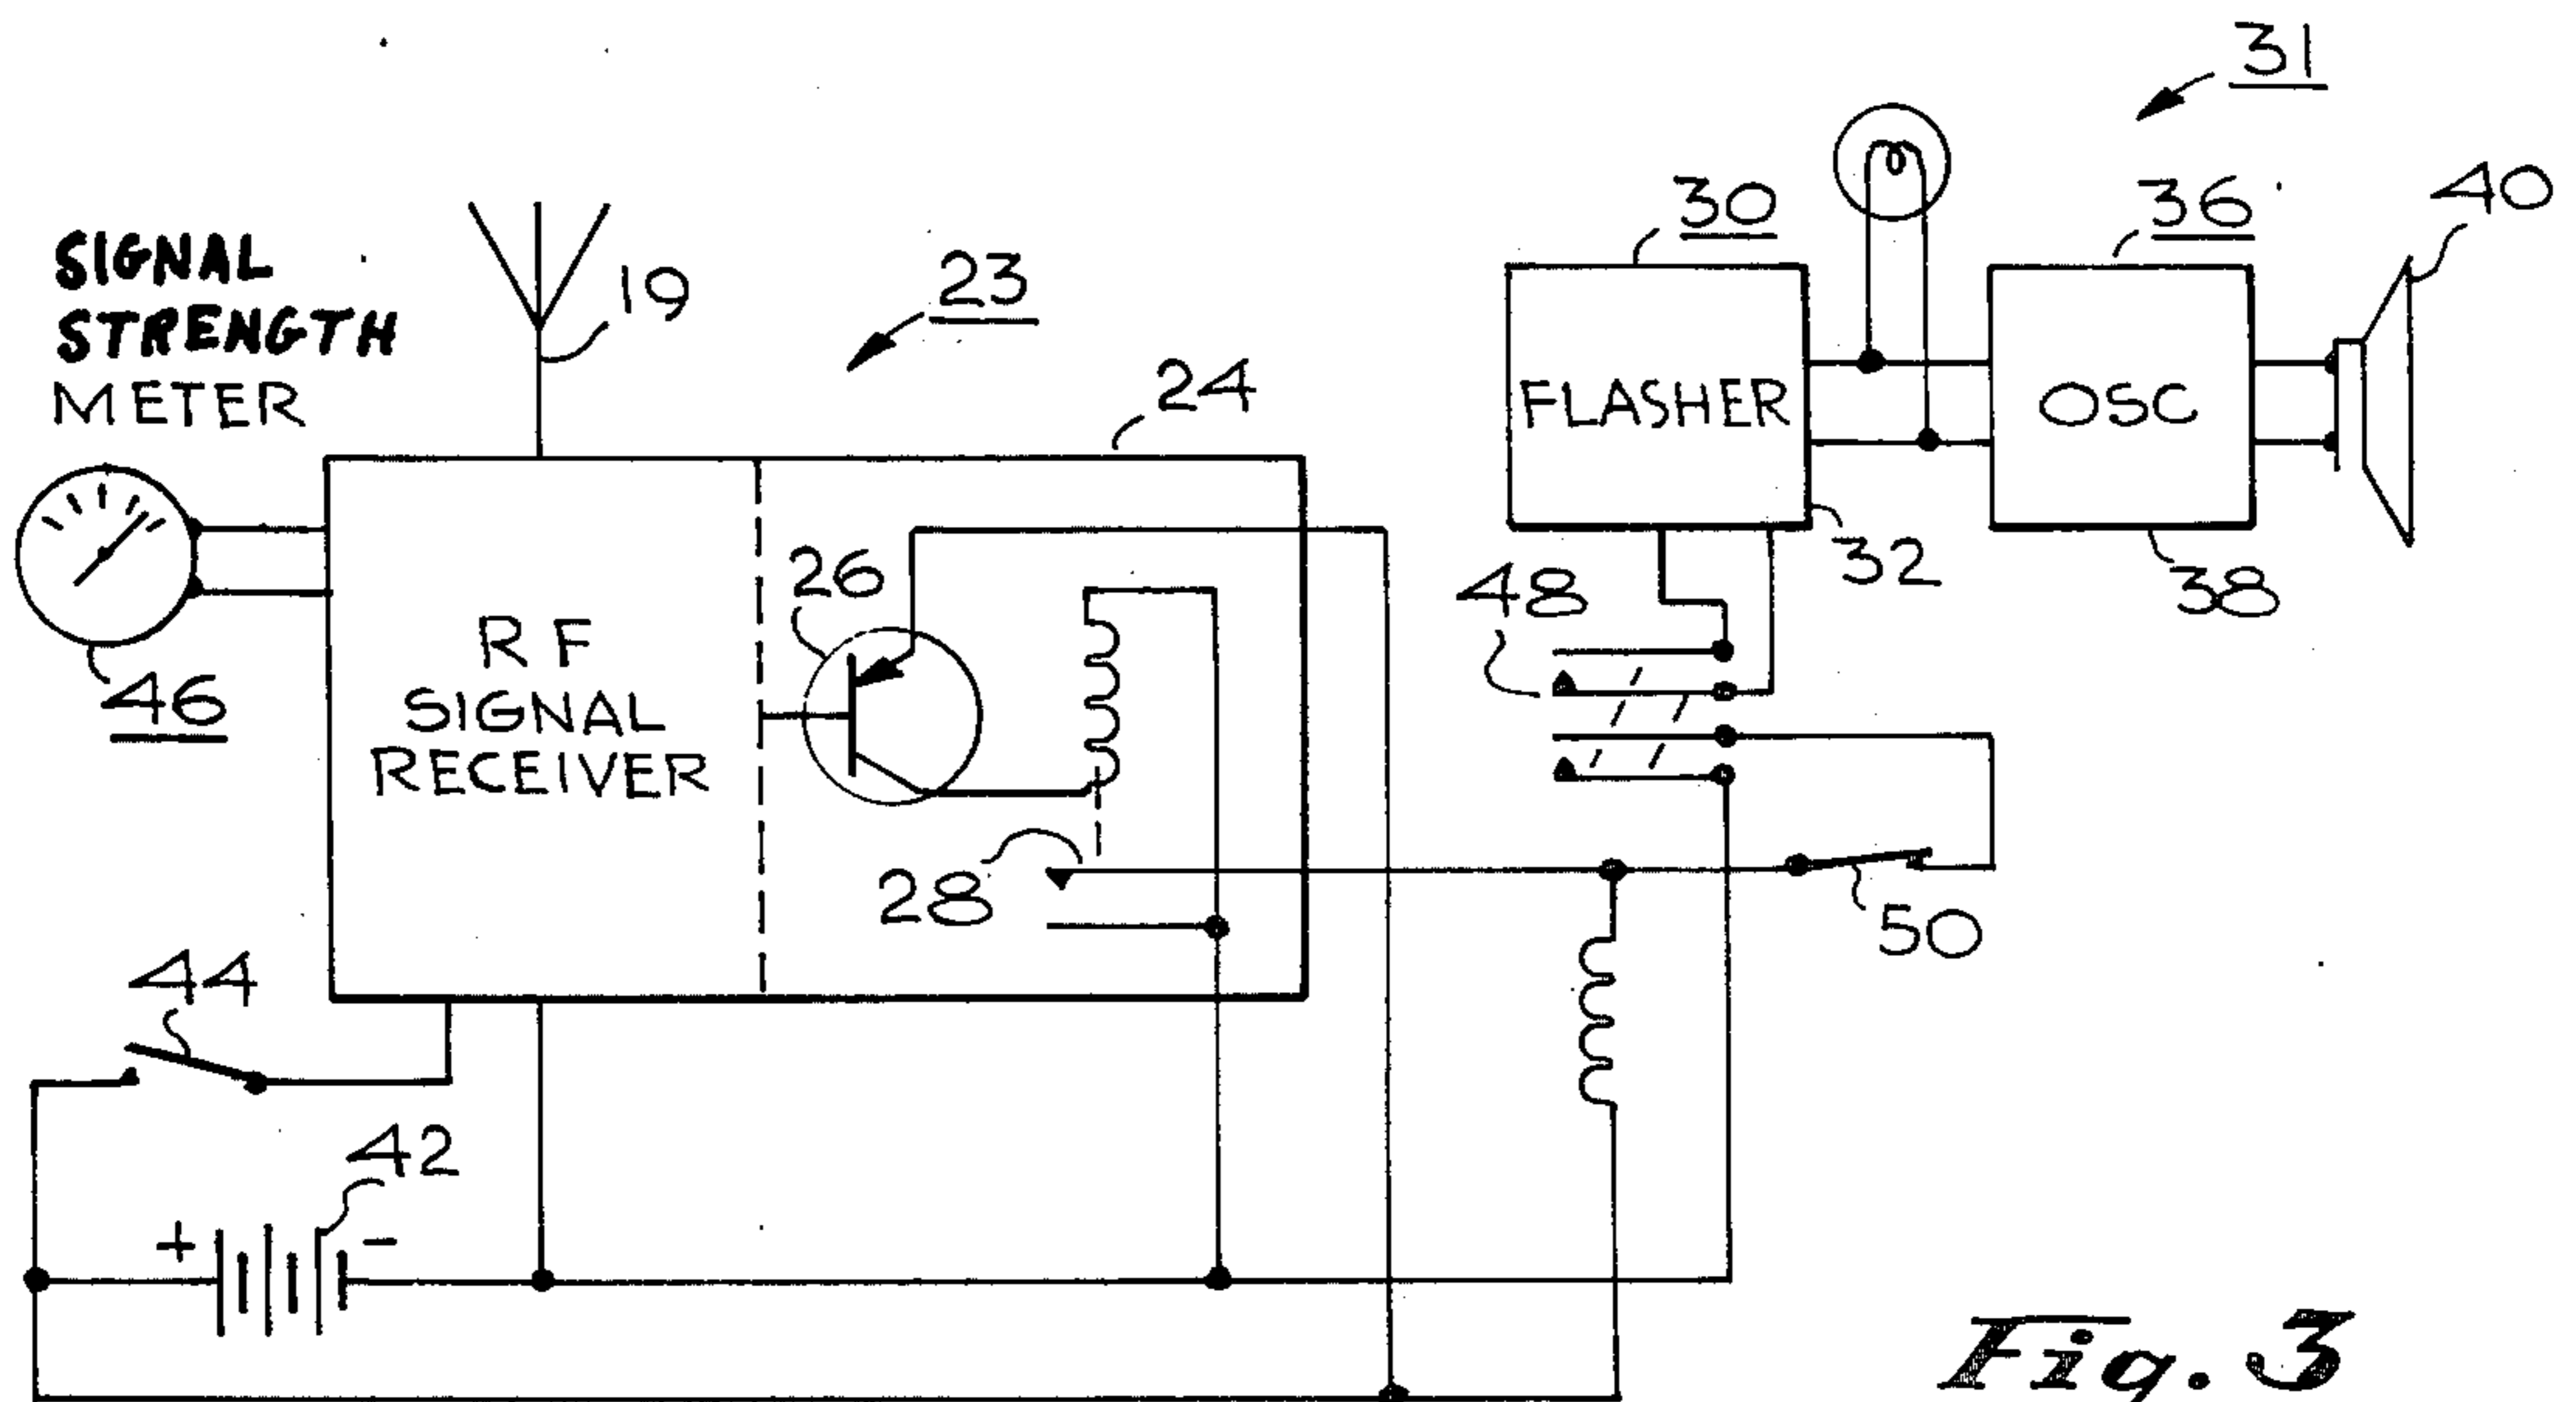 31
40
30
36
SIGNAL
STRENGTH
METER
19
23
24
FLASHER
OSC
26
48
32
38
RF
SIGNAL
RECEIVER
46
28
50
44
42
+
-
Fig. 3